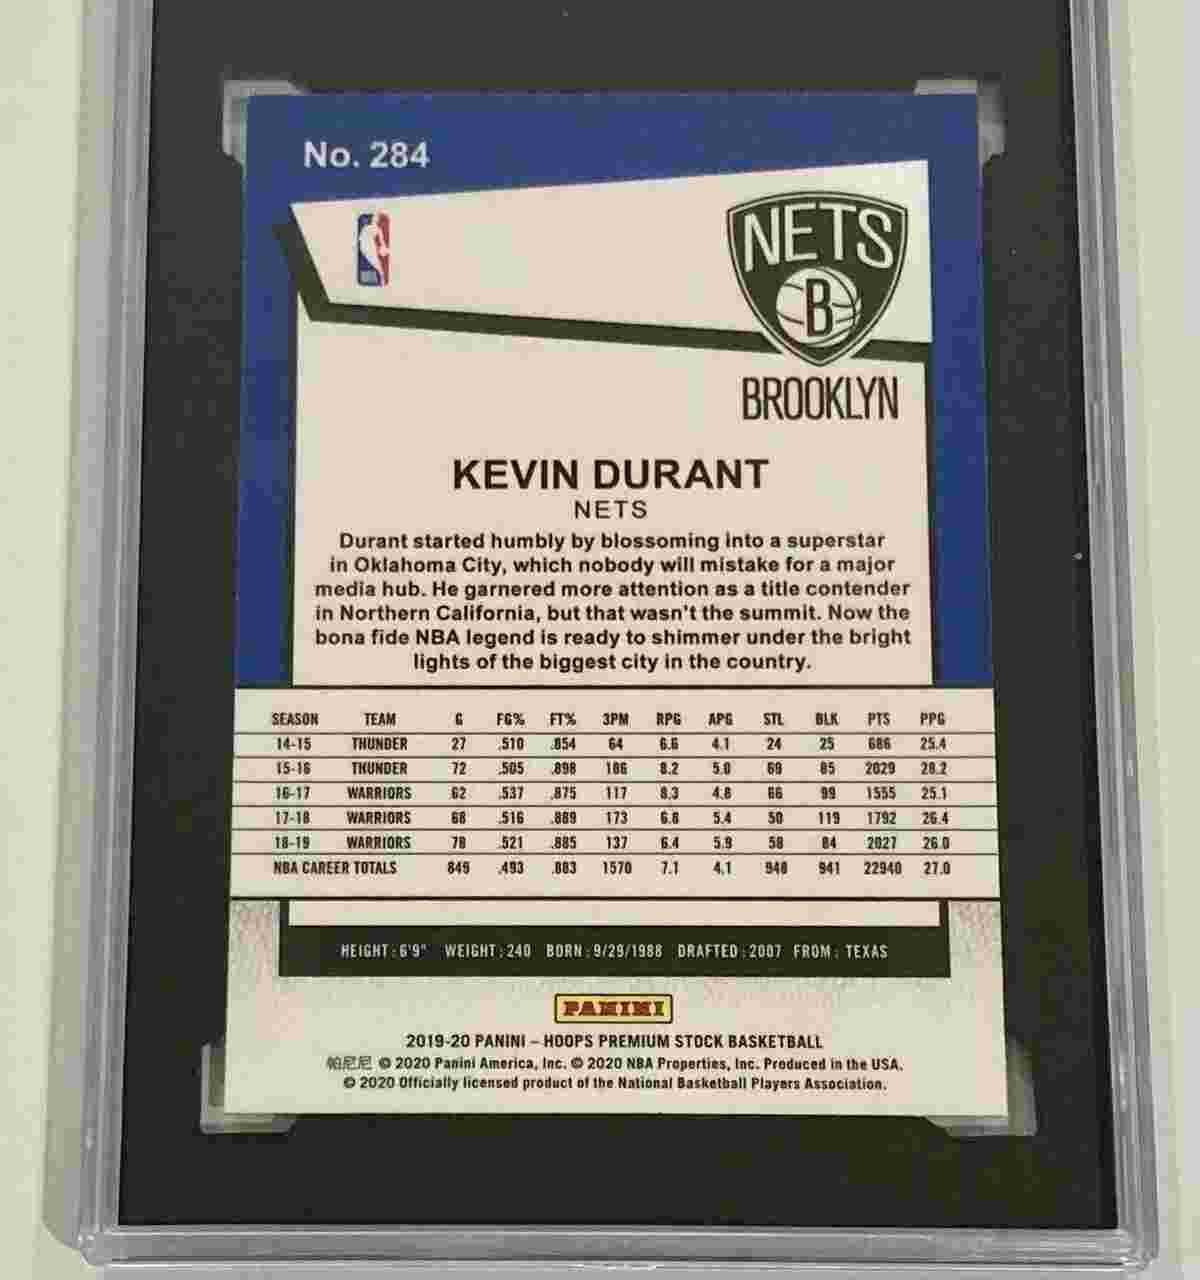 No. 284
NBA
NETS
B
BROOKLYN
KEVIN DURANT
NETS
Durant started humbly by blossoming into a superstar
in Oklahoma City, which nobody will mistake for a major
media hub. He garnered more attention as a title contender
in Northern California, but that wasn't the summit. Now the
bona fide NBA legend is ready to shimmer under the bright
lights of the biggest city in the country.
SEASON TEAM G FG% FT% 3PM RPG APG STL BLK PTS PPG
14-15 THUNDER 27 .510 .854 64 6.6 4.1 24 25 686 25.4
15-16 THUNDER 72 .505 .898 186 8.2 5.0 69 85 2029 28.2
16-17 WARRIORS 62 .537 .875 117 8.3 4.8 66 99 1555 25.1
17-18 WARRIORS 68 .516 .889 173 6.8 5.4 50 119 1792 26.4
18-19 WARRIORS 78 .521 .885 137 6.4 5.9 58 84 2027 26.0
NBA CAREER TOTALS 849 .493 .883 1570 7.1 4.1 940 941 22940 27.0
HEIGHT: 6'9" WEIGHT: 240 BORN: 9/29/1988 DRAFTED: 2007 FROM: TEXAS
PANINI
2019-20 PANINI – HOOPS PREMIUM STOCK BASKETBALL
帕尼尼 © 2020 Panini America, Inc. © 2020 NBA Properties, Inc. Produced in the USA.
© 2020 Officially licensed product of the National Basketball Players Association.